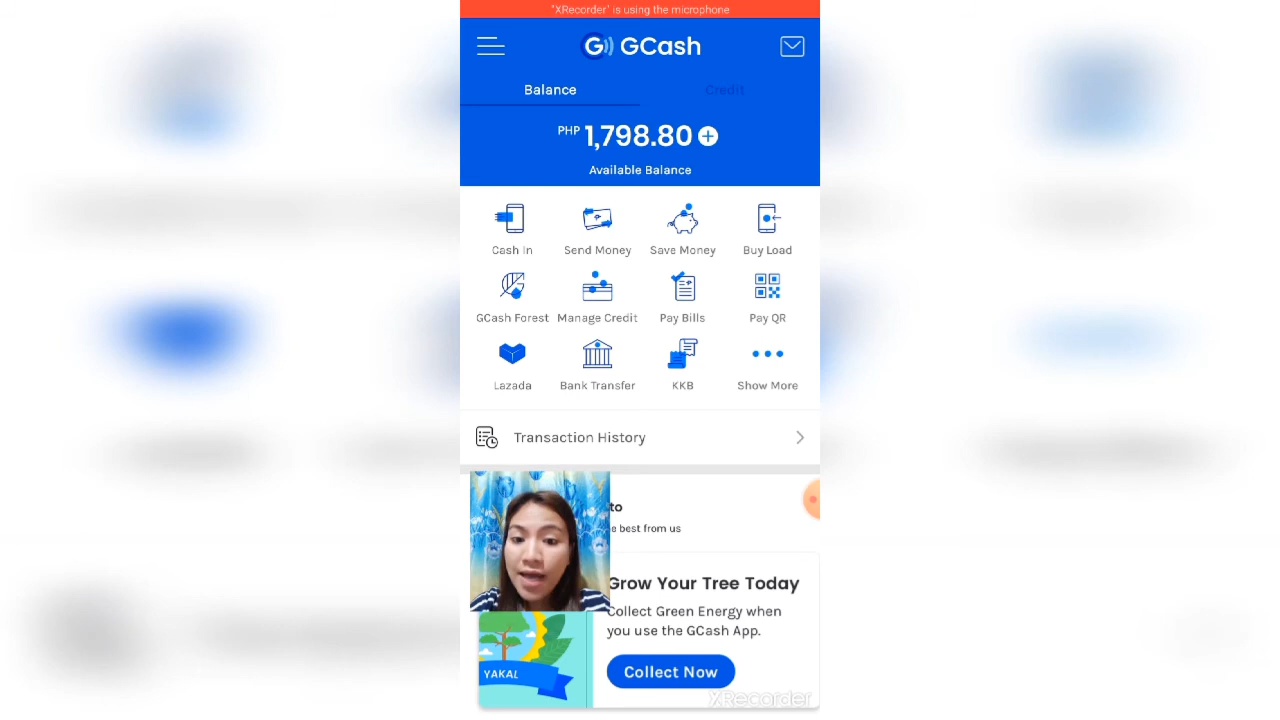 "XRecorder" is using the microphone
GCash
Balance
Credit
PHP 1,798.80
Available Balance
Cash In
Send Money
Save Money
Buy Load
GCash Forest
Manage Credit
Pay Bills
Pay QR
Lazada
Bank Transfer
KKB
Show More
Transaction History
to
e best from us
Grow Your Tree Today
Collect Green Energy when
you use the GCash App.
YAKAL
Collect Now
XRecorder